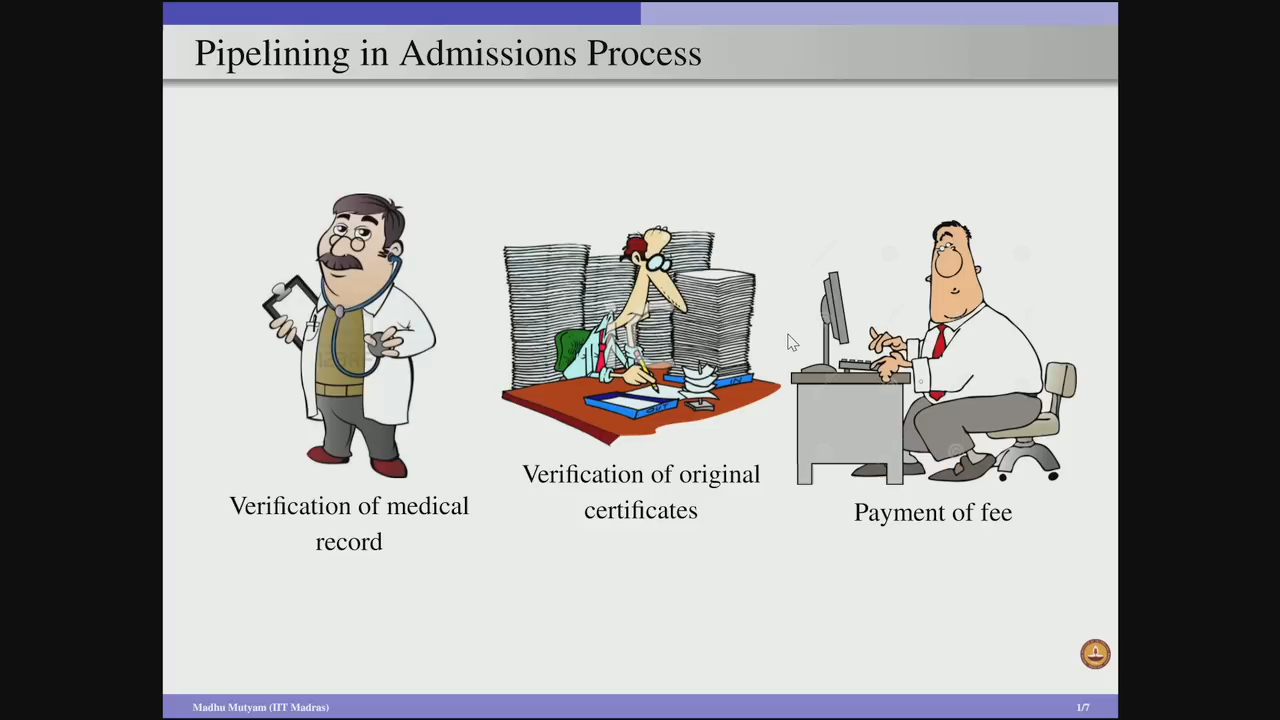 Pipelining in Admissions Process
Verification of medical
record
Verification of original
certificates
Payment of fee
Madhu Mutyam (IIT Madras)
1/7